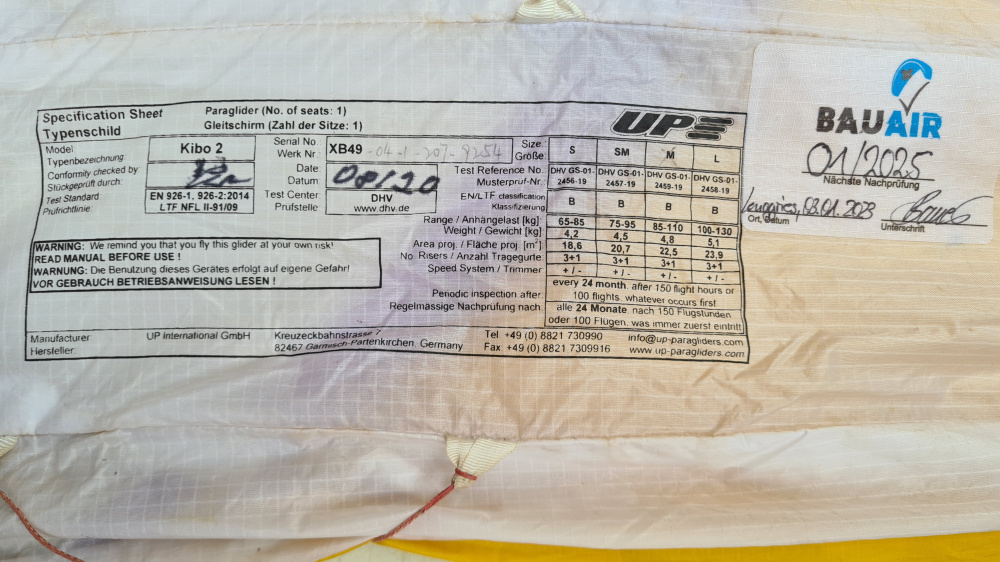 Specification Sheet
Typenschild
Paraglider (No. of seats: 1)
Gleitschirm (Zahl der Sitze: 1)
UP
Model
Typenbezeichnung
Kibo 2
Serial No
Werk Nr.:
XB49 -04-1-207-9254
Size:
Größe:
S SM M L
Conformity checked by
Stückgeprüft durch:
Date:
Datum
08/20
Test Reference No.:
Musterpruf-Nr.:
DHV GS-01-2456-19
DHV GS-01-2457-19
DHV GS-01-2459-19
DHV GS-01-2458-19
Test Standard
Prüfrichtlinie:
EN 926-1, 926-2:2014
LTF NFL II-91/09
Test Center:
Prüfstelle:
DHV
www.dhv.de
EN/LTF classification
Klassifizierung
B B B B
Range / Anhängelast [kg]: 65-85 75-95 85-110 100-130
Weight / Gewicht [kg] 4,2 4,5 4,8 5,1
Area proj. / Fläche proj. [m²] 18,6 20,7 22,5 23,9
No. Risers / Anzahl Tragegurte: 3+1 3+1 3+1 3+1
Speed System / Trimmer + / - + / - + / - + / -
WARNING: We remind you that you fly this glider at your own risk!
READ MANUAL BEFORE USE !
WARNUNG: Die Benutzung dieses Gerätes erfolgt auf eigene Gefahr!
VOR GEBRAUCH BETRIEBSANWEISUNG LESEN !
Periodic inspection after:
every 24 month, after 150 flight hours or
100 flights, whatever occurs first
Regelmässige Nachprüfung nach:
alle 24 Monate, nach 150 Flugstunden
oder 100 Flügen, was immer zuerst eintritt
Manufacturer
Hersteller:
UP International GmbH
Kreuzeckbahnstrasse 7
82467 Garmisch-Partenkirchen, Germany
Tel +49 (0) 8821 730990
Fax +49 (0) 8821 7309916
info@up-paragliders.com
www.up-paragliders.com
BAUAIR
01/2025
Nächste Nachprüfung
03.01.2023
Ort, Datum
Unterschrift